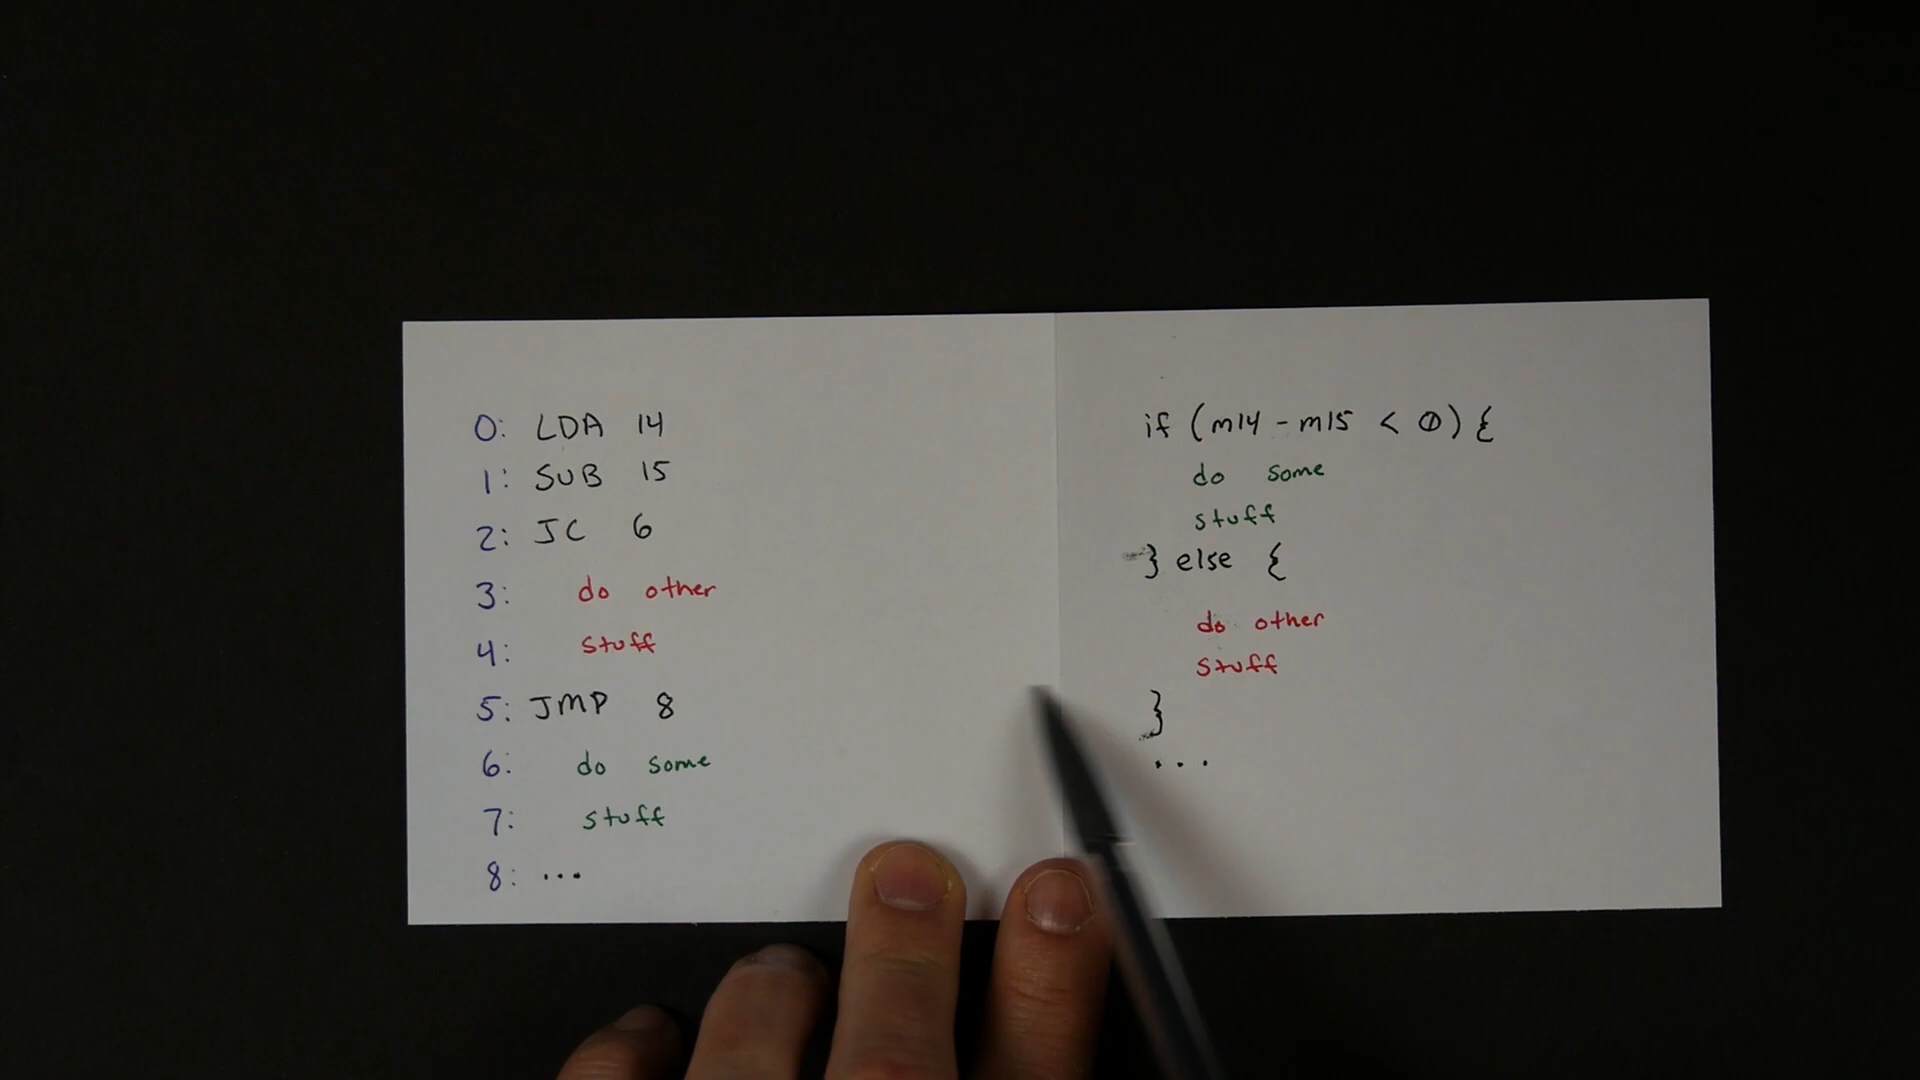 0: LDA 14
1: SUB 15
2: JC 6
3: do other
4: stuff
5: JMP 8
6: do some
7: stuff
8: ...
if (m14 - m15 < 0) {
do some
stuff
} else {
do other
stuff
}
...